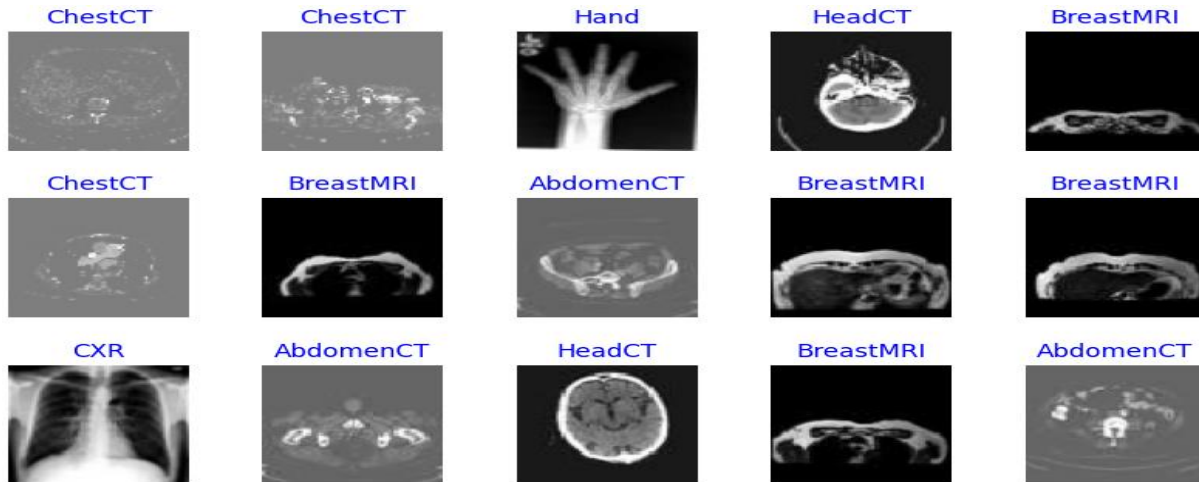 ChestCT ChestCT Hand HeadCT BreastMRI
ChestCT BreastMRI AbdomenCT BreastMRI BreastMRI
CXR AbdomenCT HeadCT BreastMRI AbdomenCT